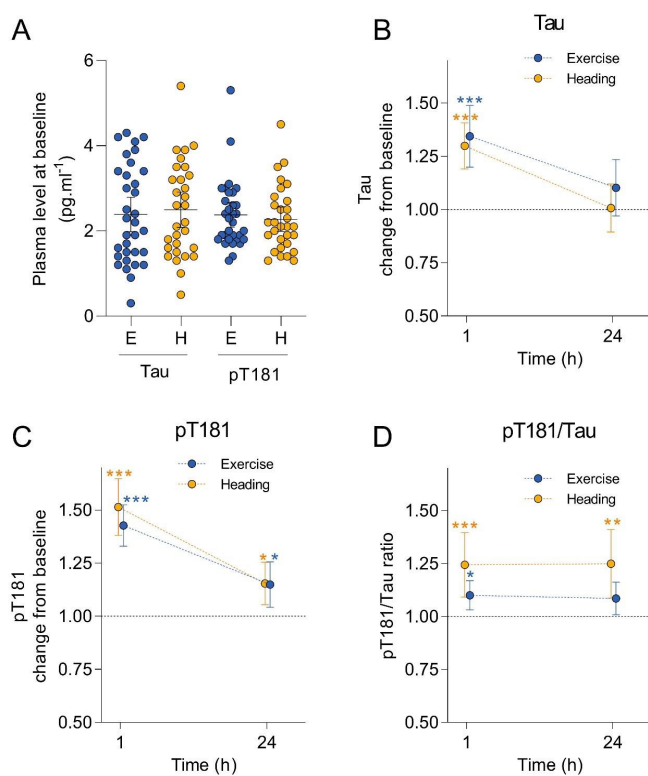 A
Plasma level at baseline
(pg.ml⁻¹)
6
4
2
0
E
H
E
H
Tau
pT181
B
Tau
Exercise
Heading
Tau
change from baseline
1.50
1.25
1.00
0.75
0.50
***
***
1
24
Time (h)
C
pT181
Exercise
Heading
pT181
change from baseline
1.50
1.25
1.00
0.75
0.50
***
***
*
*
1
24
Time (h)
D
pT181/Tau
Exercise
Heading
pT181/Tau ratio
1.50
1.25
1.00
0.75
0.50
***
*
**
1
24
Time (h)